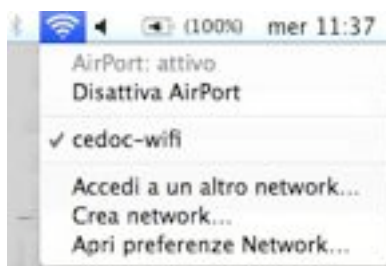 (100%) mer 11:37
AirPort: attivo
Disattiva AirPort
✓ cedoc-wifi
Accedi a un altro network...
Crea network...
Apri preferenze Network...